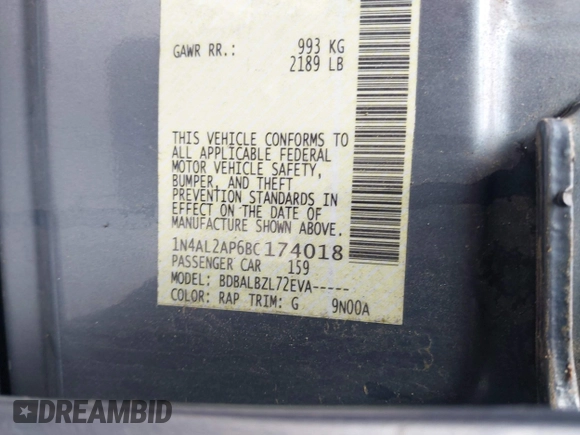 GAWR RR.: 993 KG
2189 LB
THIS VEHICLE CONFORMS TO
ALL APPLICABLE FEDERAL
MOTOR VEHICLE SAFETY,
BUMPER, AND THEFT
PREVENTION STANDARDS IN
EFFECT ON THE DATE OF
MANUFACTURE SHOWN ABOVE
1N4AL2AP6BC174018
PASSENGER CAR 159
MODEL: BDBALBZL72EVA-----
COLOR: RAP TRIM: G 9N00A
DREAMBID